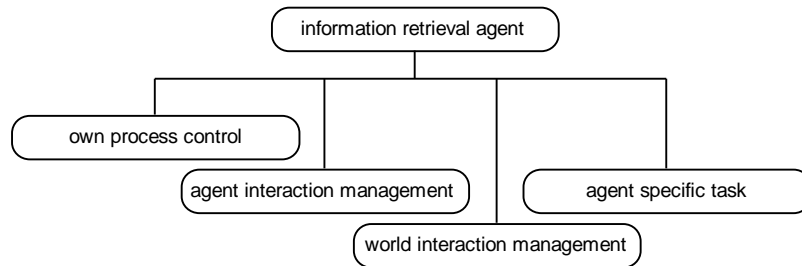 information retrieval agent
own process control
agent interaction management
agent specific task
world interaction management